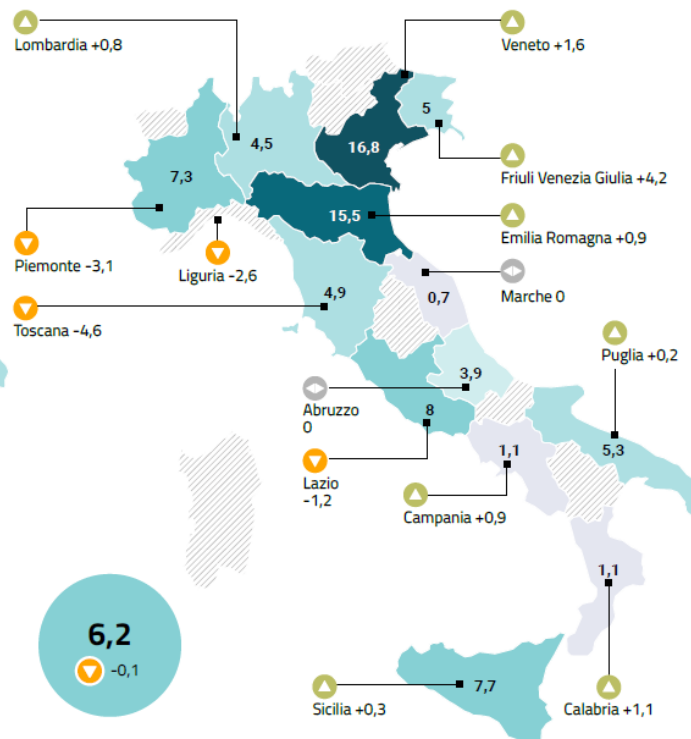 Lombardia +0,8
Veneto +1,6
5
4,5
16,8
7,3
Friuli Venezia Giulia +4,2
15,5
Emilia Romagna +0,9
Piemonte -3,1
Liguria -2,6
4,9
0,7
Marche 0
Toscana -4,6
Puglia +0,2
3,9
Abruzzo
0
8
1,1
5,3
Lazio
-1,2
Campania +0,9
1,1
6,2
-0,1
7,7
Sicilia +0,3
Calabria +1,1